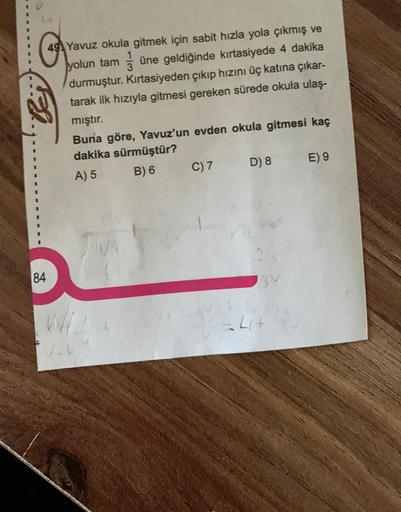 49. Yavuz okula gitmek için sabit hızla yola çıkmış ve
yolun tam 1/3 üne geldiğinde kırtasiyede 4 dakika
durmuştur. Kırtasiyeden çıkıp hızını üç katına çıkar-
tarak ilk hızıyla gitmesi gereken sürede okula ulaş-
mıştır.
Buna göre, Yavuz'un evden okula gitmesi kaç
dakika sürmüştür?
A) 5 B) 6 C) 7 D) 8 E) 9
84
= 4+